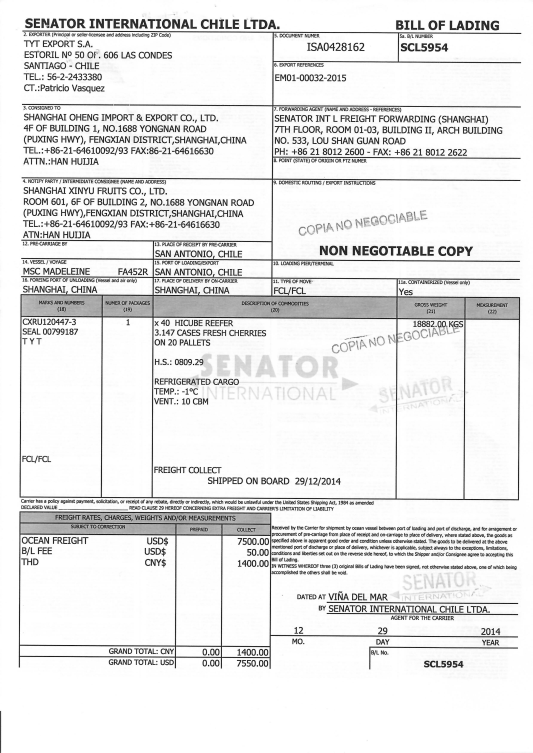 SENATOR INTERNATIONAL CHILE LTDA.
BILL OF LADING
2. EXPORTER (Principal or seller-licensee and address including ZIP Code)
TYT EXPORT S.A.
ESTORIL Nº 50 OF. 606 LAS CONDES
SANTIAGO - CHILE
TEL.: 56-2-2433380
CT.:Patricio Vasquez
5. DOCUMENT NUMER
ISA0428162
5a. B/L NUMBER
SCL5954
6. EXPORT REFERENCES
EM01-00032-2015
3. CONSIGNED TO
SHANGHAI OHENG IMPORT & EXPORT CO., LTD.
4F OF BUILDING 1, NO.1688 YONGNAN ROAD
(PUXING HWY), FENGXIAN DISTRICT,SHANGHAI,CHINA
TEL.:+86-21-64610092/93 FAX:86-21-64616630
ATTN.:HAN HUIJIA
7. FORWARDING AGENT (NAME AND ADDRESS - REFERENCES)
SENATOR INT L FREIGHT FORWARDING (SHANGHAI)
7TH FLOOR, ROOM 01-03, BUILDING II, ARCH BUILDING
NO. 533, LOU SHAN GUAN ROAD
PH: +86 21 8012 2600 - FAX: +86 21 8012 2622
8. POINT (STATE) OF ORIGIN OR FTZ NUMER
4. NOTIFY PARTY / INTERMEDIATE CONSIGNEE (NAME AND ADDRESS)
SHANGHAI XINYU FRUITS CO., LTD.
ROOM 601, 6F OF BUILDING 2, NO.1688 YONGNAN ROAD
(PUXING HWY),FENGXIAN DISTRICT,SHANGHAI,CHINA
TEL.:+86-21-64610092/93 FAX:+86-21-64616630
ATN:HAN HUIJIA
9. DOMESTIC ROUTING / EXPORT INSTRUCTIONS
COPIA NO NEGOCIABLE
NON NEGOTIABLE COPY
12. PRE-CARRIAGE BY
13. PLACE OF RECEIPT BY PRE-CARRIER
SAN ANTONIO, CHILE
14. VESSEL / VOYAGE
MSC MADELEINE FA452R
15. PORT OF LOADING/EXPORT
SAN ANTONIO, CHILE
10. LOADING PIER/TERMINAL
16. FOREING PORT OF UNLOADING (Vessel and air only)
SHANGHAI, CHINA
17. PLACE OF DELIVERY BY ON-CARRIER
SHANGHAI, CHINA
11. TYPE OF MOVE
FCL/FCL
11a. CONTAINERIZED (Vessel only)
Yes
MARKS AND NUMBERS
(18)
NUMER OF PACKAGES
(19)
DESCRIPTION OF COMMODITIES
(20)
GROSS WEIGHT
(21)
MEASUREMENT
(22)
CXRU120447-3
SEAL 00799187
T Y T
1
x 40 HICUBE REEFER
3.147 CASES FRESH CHERRIES
ON 20 PALLETS
18882.00 KGS
COPIA NO NEGOCIABLE
H.S.: 0809.29
SENATOR
INTERNATIONAL
SENATOR
INTERNATIONAL
REFRIGERATED CARGO
TEMP.: -1°C
VENT.: 10 CBM
FCL/FCL
FREIGHT COLLECT
SHIPPED ON BOARD 29/12/2014
Carrier has a policy against payment, solicitation, or receipt of any rebate, directly or indirectly, which would be unlawful under the United States Shipping Act, 1984 as amended
DECLARED VALUE READ CLAUSE 29 HEREOF CONCERNING EXTRA FREIGHT AND CARRIER'S LIMITATION OF LIABILITY
FREIGHT RATES, CHARGES, WEIGHTS AND/OR MEASUREMENTS
SUBJECT TO CORRECTION
PREPAID
COLLECT
OCEAN FREIGHT USD$ 7500.00
B/L FEE USD$ 50.00
THD CNY$ 1400.00
GRAND TOTAL: CNY 0.00 1400.00
GRAND TOTAL: USD 0.00 7550.00
Received by the Carrier for shipment by ocean vessel between port of loading and port of discharge, and for arrangement or
procurement of pre-carriage from place of receipt and on-carriage to place of delivery, where stated above, the goods as
specified above in apparent good order and condition unless otherwise stated. The goods to be delivered at the above
mentioned port of discharge or place of delivery, whichever is applicable, subject always to the exceptions, limitations,
conditions and liberties set out on the reverse side hereof, to which the Shipper and/or Consignee agree to accepting this
Bill of Lading.
IN WITNESS WHEREOF three (3) original Bills of Lading have been signed, not otherwise stated above, one of which being
accomplished the others shall be void.
SENATOR
INTERNATIONAL
DATED AT VIÑA DEL MAR
BY SENATOR INTERNATIONAL CHILE LTDA.
AGENT FOR THE CARRIER
12 29 2014
MO. DAY YEAR
B/L No.
SCL5954